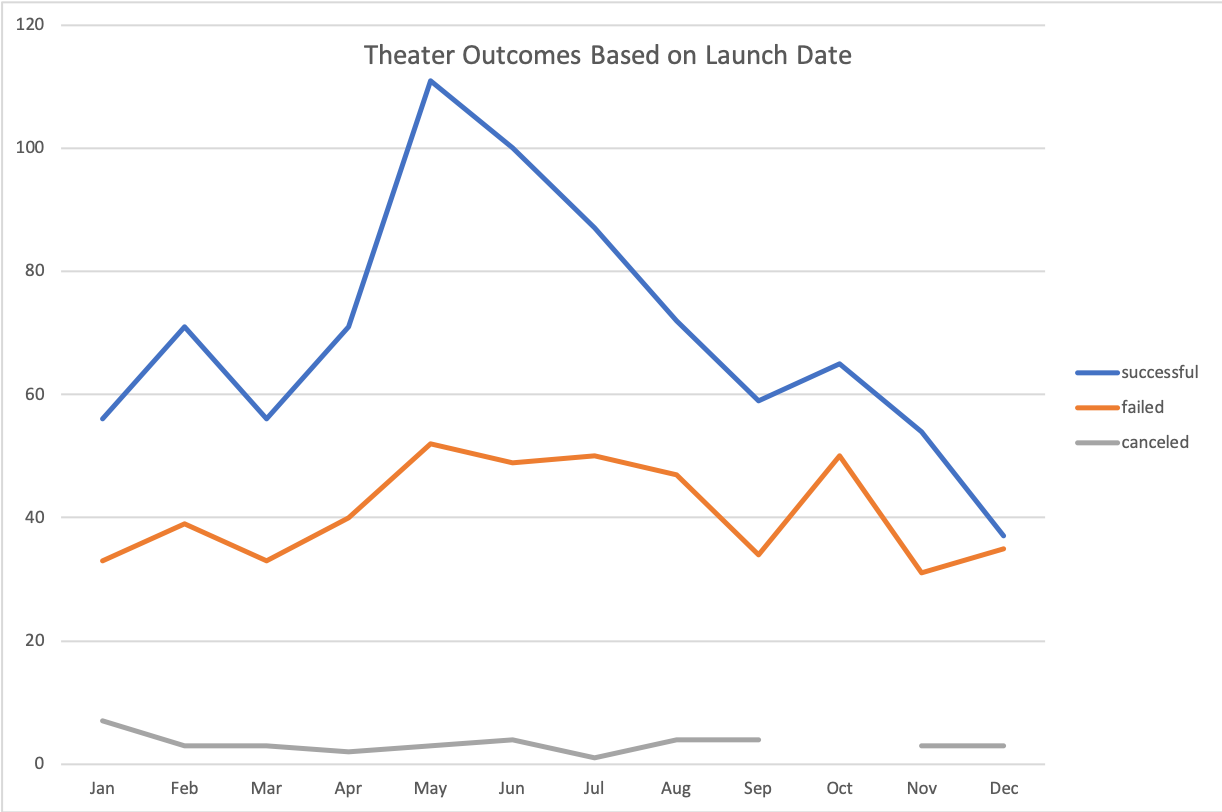 Theater Outcomes Based on Launch Date
120
100
80
60
40
20
0
Jan Feb Mar Apr May Jun Jul Aug Sep Oct Nov Dec
successful
failed
canceled